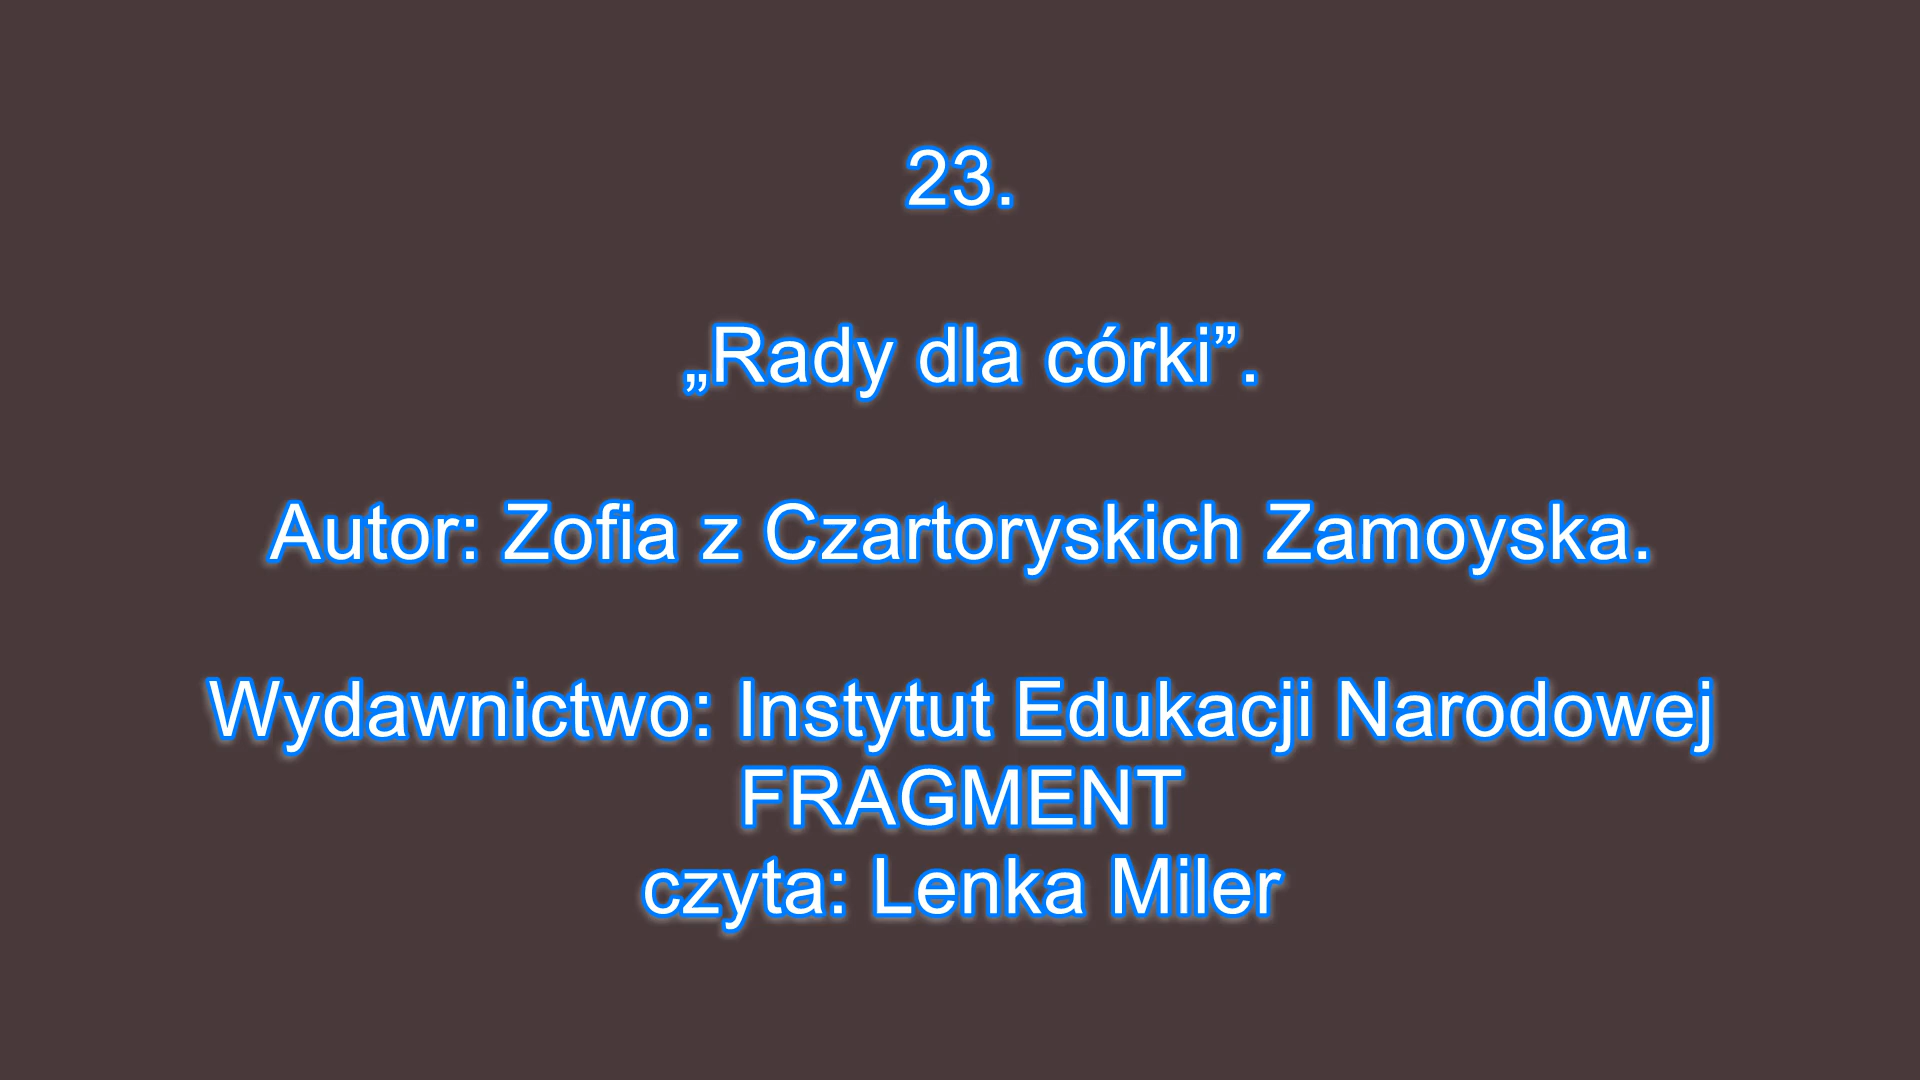 23.
„Rady dla córki”.
Autor: Zofia z Czartoryskich Zamoyska.
Wydawnictwo: Instytut Edukacji Narodowej
FRAGMENT
czyta: Lenka Miler